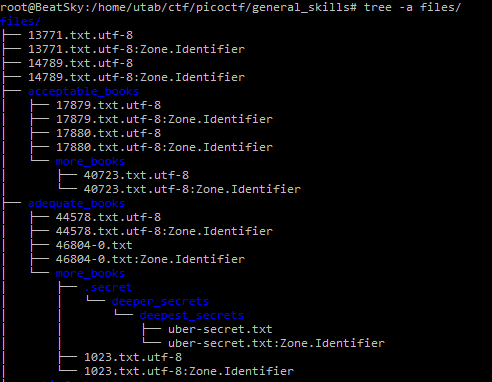 root@BeatSky:/home/utab/ctf/picoctf/general_skills# tree -a files/
files/
├── 13771.txt.utf-8
├── 13771.txt.utf-8:Zone.Identifier
├── 14789.txt.utf-8
├── 14789.txt.utf-8:Zone.Identifier
├── acceptable_books
│   ├── 17879.txt.utf-8
│   ├── 17879.txt.utf-8:Zone.Identifier
│   ├── 17880.txt.utf-8
│   ├── 17880.txt.utf-8:Zone.Identifier
│   └── more_books
│       ├── 40723.txt.utf-8
│       └── 40723.txt.utf-8:Zone.Identifier
├── adequate_books
│   ├── 44578.txt.utf-8
│   ├── 44578.txt.utf-8:Zone.Identifier
│   ├── 46804-0.txt
│   ├── 46804-0.txt:Zone.Identifier
│   └── more_books
│       ├── .secret
│       │   └── deeper_secrets
│       │       └── deepest_secrets
│       │           ├── uber-secret.txt
│       │           └── uber-secret.txt:Zone.Identifier
│       ├── 1023.txt.utf-8
│       └── 1023.txt.utf-8:Zone.Identifier